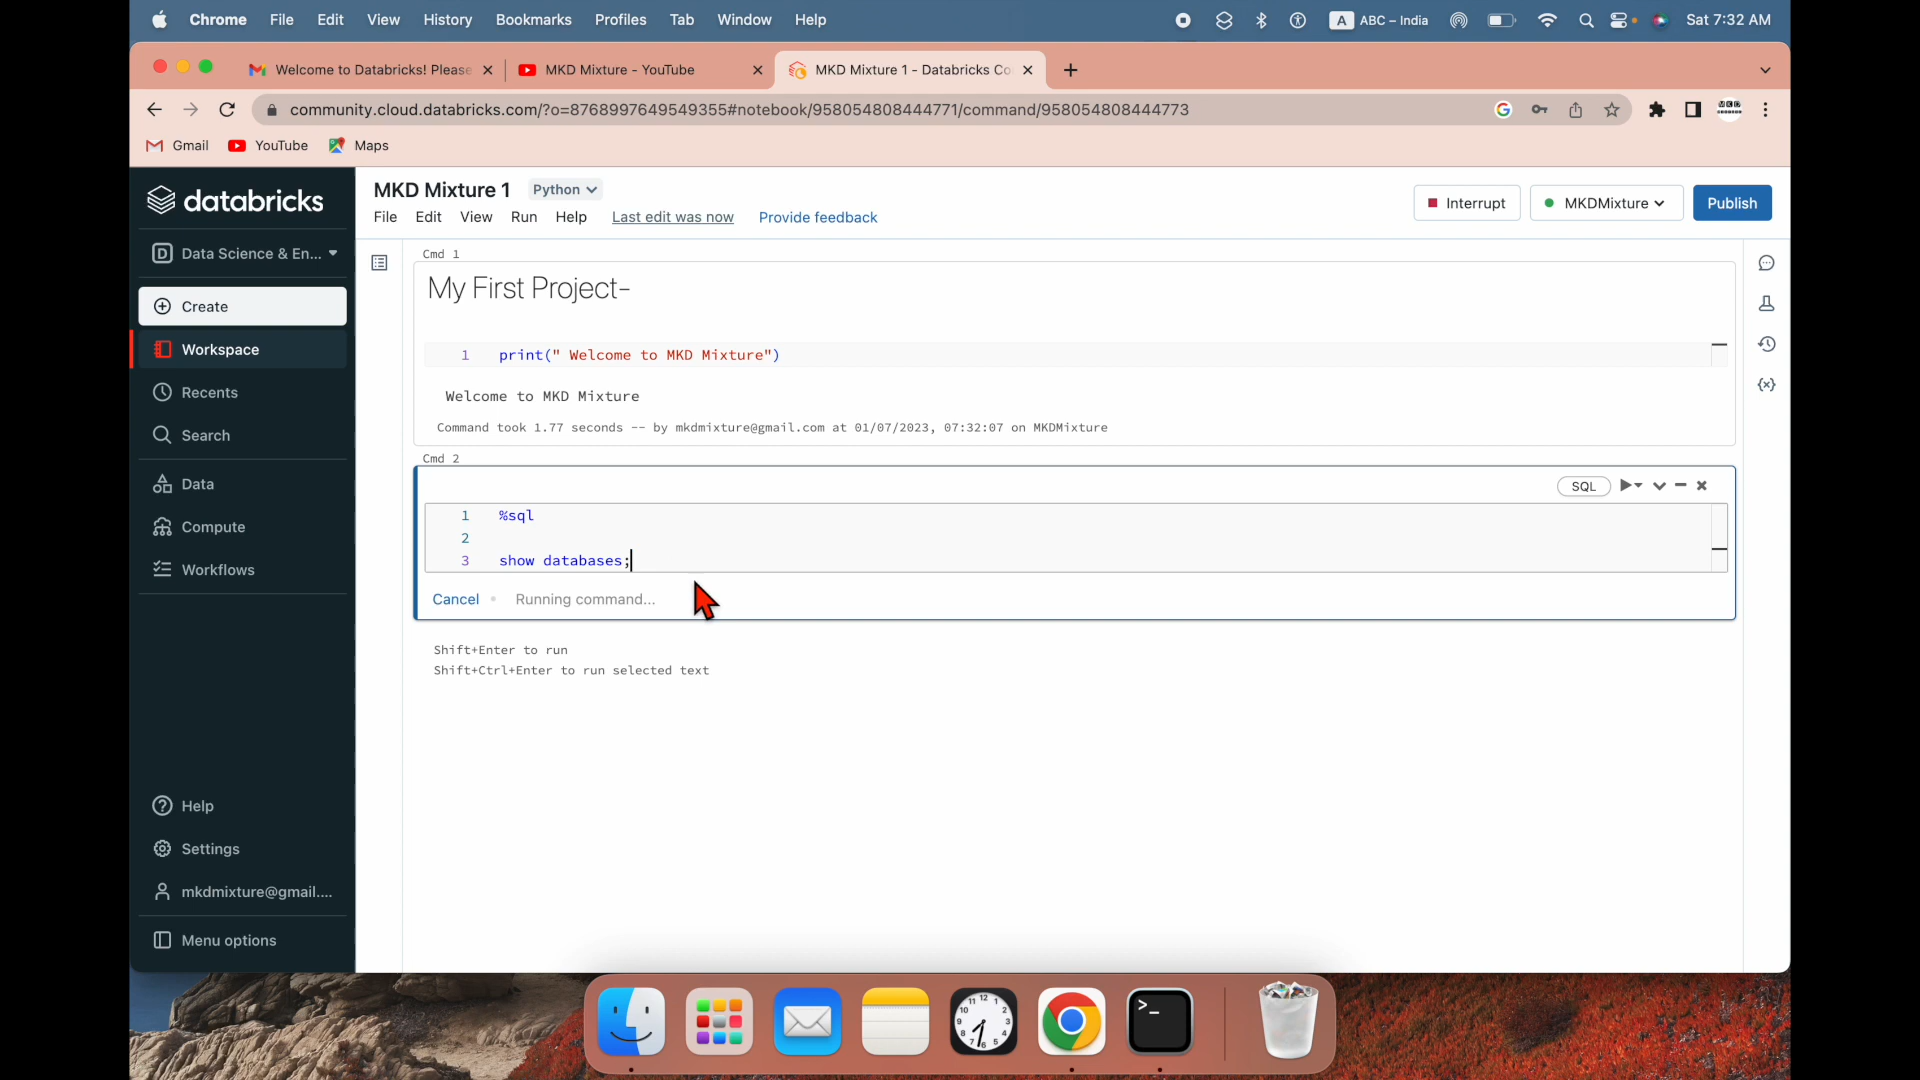 Chrome File Edit View History Bookmarks Profiles Tab Window Help A ABC – India Sat 7:32 AM
Welcome to Databricks! Please MKD Mixture - YouTube MKD Mixture 1 - Databricks Co
community.cloud.databricks.com/?o=8768997649549355#notebook/958054808444771/command/958054808444773
Gmail YouTube Maps
databricks
MKD Mixture 1 Python
Interrupt MKDMixture Publish
File Edit View Run Help Last edit was now Provide feedback
D Data Science & En...
Create
Workspace
Recents
Search
Data
Compute
Workflows
Help
Settings
mkdmixture@gmail....
Menu options
Cmd 1
My First Project-
1 print(" Welcome to MKD Mixture")
Welcome to MKD Mixture
Command took 1.77 seconds -- by mkdmixture@gmail.com at 01/07/2023, 07:32:07 on MKDMixture
Cmd 2
SQL
1 %sql
2
3 show databases;
Cancel Running command...
Shift+Enter to run
Shift+Ctrl+Enter to run selected text